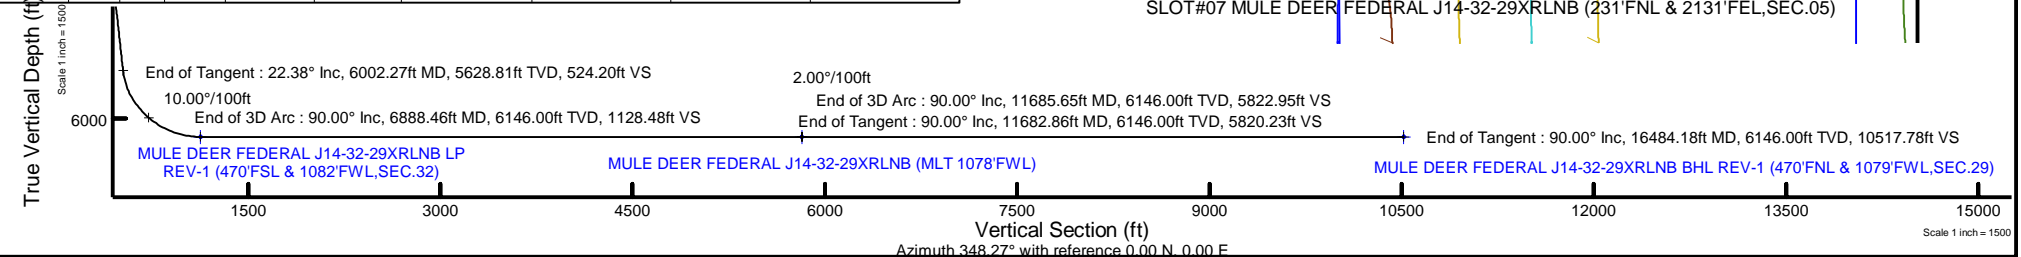 SLOT#07 MULE DEER FEDERAL J14-32-29XRLNB (231'FNL & 2131'FEL,SEC.05)
True Vertical Depth (ft)
Scale 1 inch = 1500
End of Tangent : 22.38° Inc, 6002.27ft MD, 5628.81ft TVD, 524.20ft VS
10.00°/100ft
End of 3D Arc : 90.00° Inc, 6888.46ft MD, 6146.00ft TVD, 1128.48ft VS
6000
2.00°/100ft
End of 3D Arc : 90.00° Inc, 11685.65ft MD, 6146.00ft TVD, 5822.95ft VS
End of Tangent : 90.00° Inc, 11682.86ft MD, 6146.00ft TVD, 5820.23ft VS
End of Tangent : 90.00° Inc, 16484.18ft MD, 6146.00ft TVD, 10517.78ft VS
MULE DEER FEDERAL J14-32-29XRLNB LP
REV-1 (470'FSL & 1082'FWL,SEC.32)
MULE DEER FEDERAL J14-32-29XRLNB (MLT 1078'FWL)
MULE DEER FEDERAL J14-32-29XRLNB BHL REV-1 (470'FNL & 1079'FWL,SEC.29)
1500 3000 4500 6000 7500 9000 10500 12000 13500 15000
Vertical Section (ft)
Scale 1 inch = 1500
Azimuth 348.27° with reference 0.00 N, 0.00 E